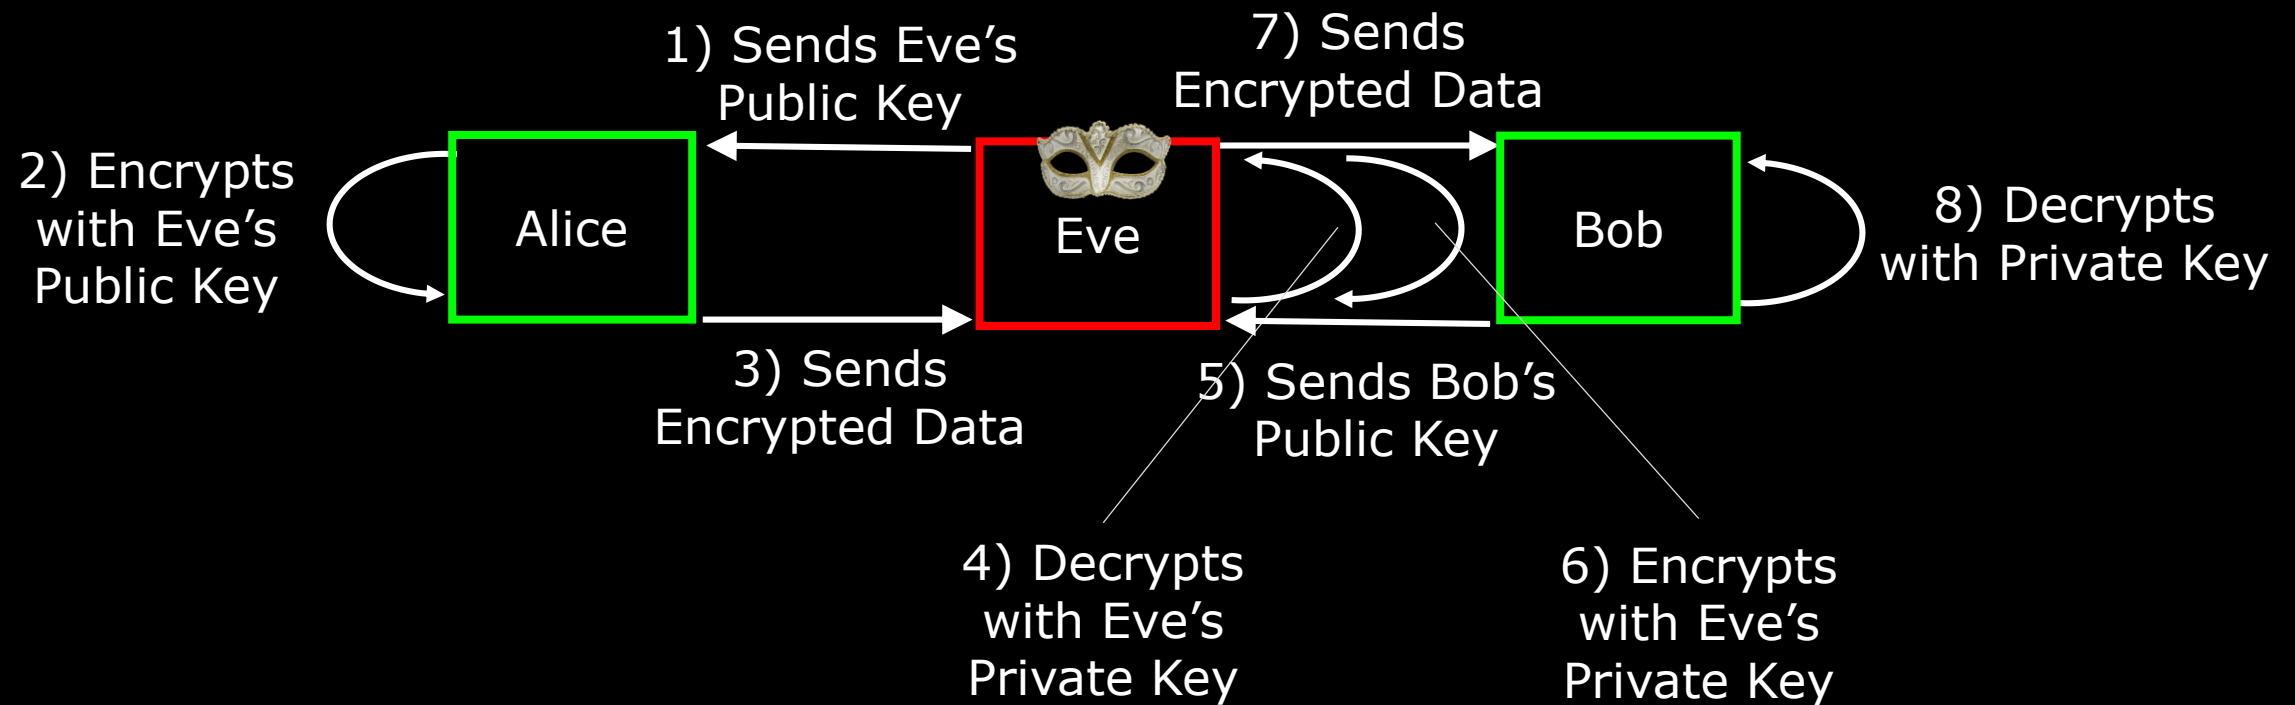 1) Sends Eve’s
Public Key
7) Sends
Encrypted Data
2) Encrypts
with Eve’s
Public Key
Alice
Eve
Bob
8) Decrypts
with Private Key
3) Sends
Encrypted Data
5) Sends Bob’s
Public Key
4) Decrypts
with Eve’s
Private Key
6) Encrypts
with Eve’s
Private Key